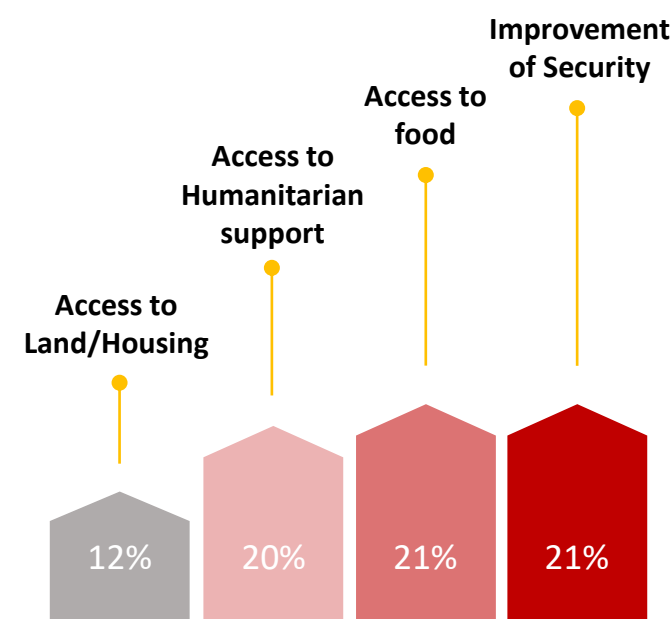 Improvement
of Security
Access to
food
Access to
Humanitarian
support
Access to
Land/Housing
12%
20%
21%
21%